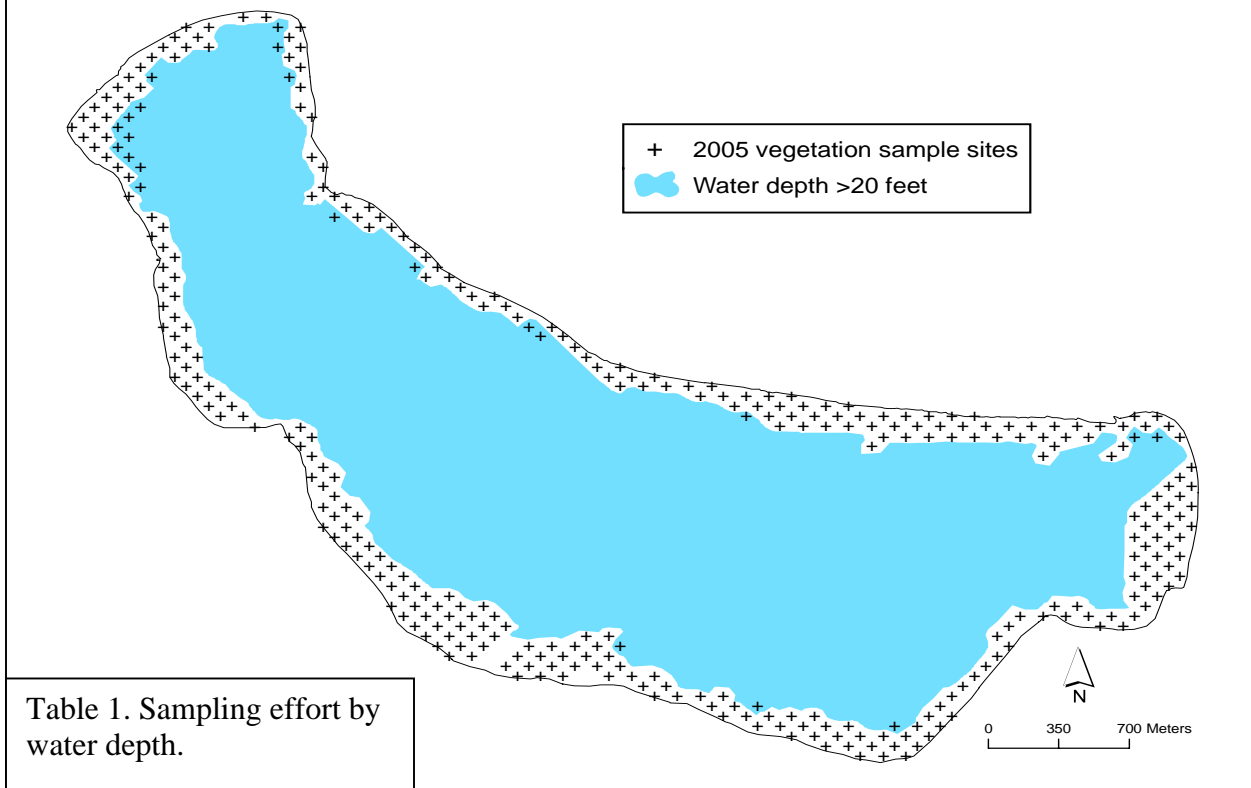 2005 vegetation sample sites
Water depth >20 feet
N
0 350 700 Meters
Table 1. Sampling effort by
water depth.